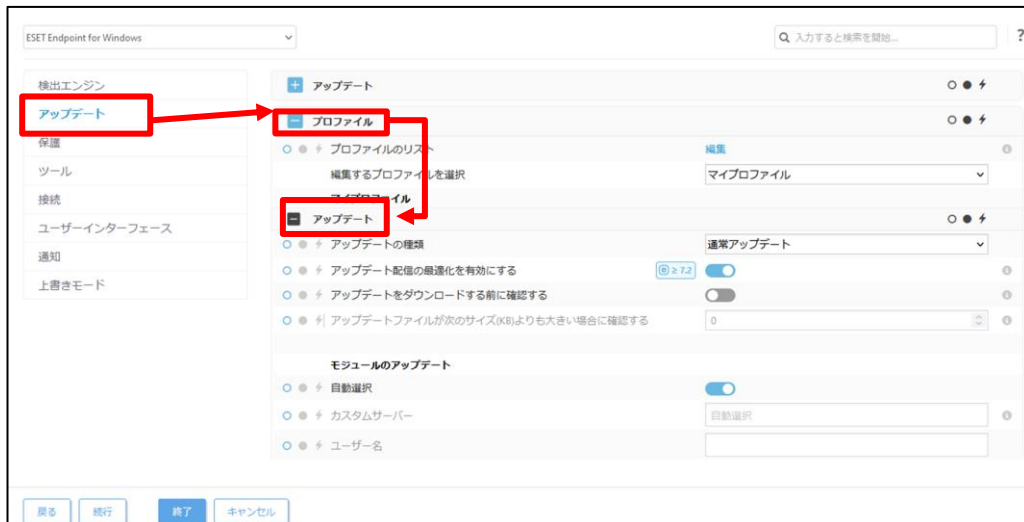 ESET Endpoint for Windows
入力すると検索を開始...
?
検出エンジン
アップデート
保護
ツール
接続
ユーザーインターフェース
通知
上書きモード
アップデート
プロファイル
プロファイルのリスト 編集
編集するプロファイルを選択 マイプロファイル
マイプロファイル
アップデート
アップデートの種類 通常アップデート
アップデート配信の最適化を有効にする ≥ 7.2
アップデートをダウンロードする前に確認する
アップデートファイルが次のサイズ(KB)よりも大きい場合に確認する 0
モジュールのアップデート
自動選択
カスタムサーバー 自動選択
ユーザー名
戻る 続行 終了 キャンセル